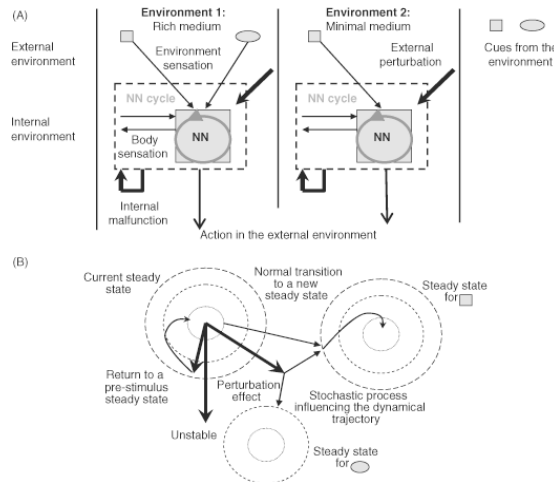 (A)
Environment 1:
Rich medium
Environment 2:
Minimal medium
External
environment
Environment
sensation
External
perturbation
Cues from the
environment
NN cycle
NN cycle
Internal
environment
NN
NN
Body
sensation
Internal
malfunction
Action in the external environment
(B)
Current steady
state
Normal transition
to a new
steady state
Steady state
for
Return to a
pre-stimulus
steady state
Perturbation
effect
Stochastic process
influencing the dynamical
trajectory
Unstable
Steady state
for